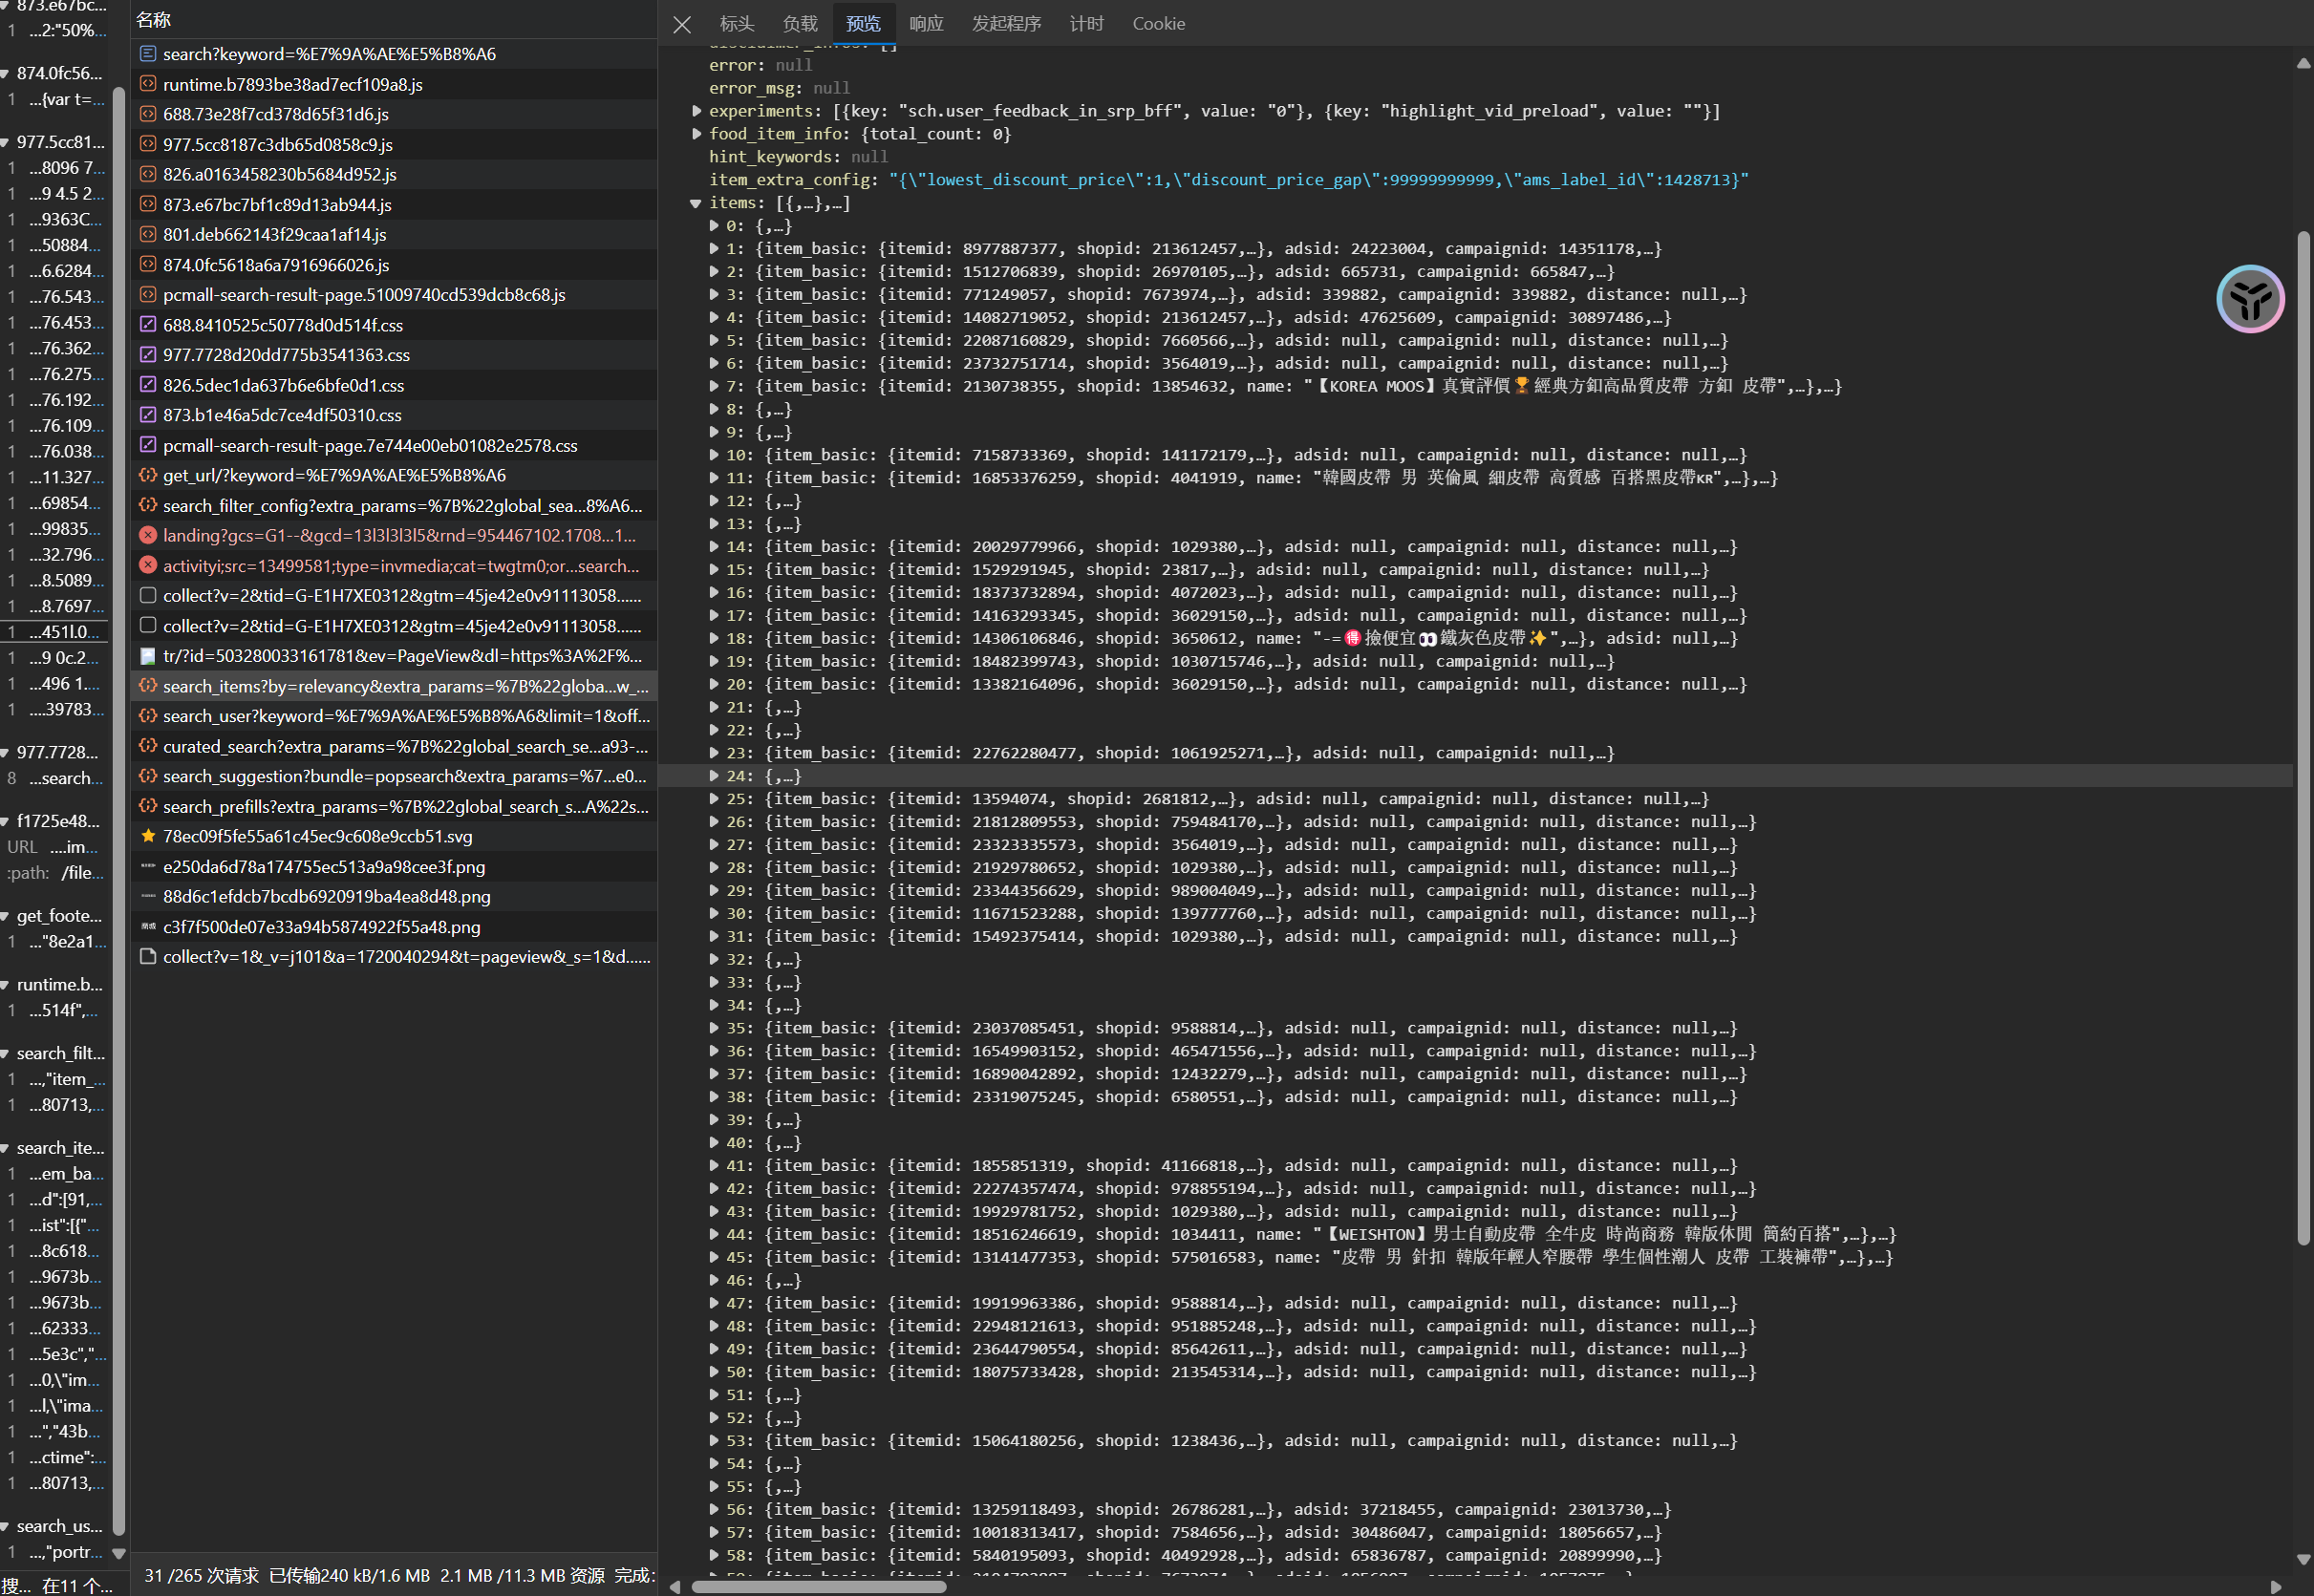 873.e67bc...
1 ...2:"50%...
874.0fc56...
1 ...{var t=...
977.5cc81...
1 ...8096 7...
1 ...9 4.5 2...
1 ...9363C...
1 ...50884...
1 ...6.6284...
1 ...76.543...
1 ...76.453...
1 ...76.362...
1 ...76.275...
1 ...76.192...
1 ...76.109...
1 ...76.038...
1 ...11.327...
1 ...69854...
1 ...99835...
1 ...32.796...
1 ...8.5089...
1 ...8.7697...
1 ...451l.0...
1 ...9 0c.2...
1 ...496 1....
1 ....39783...
977.7728...
8 ...search...
f1725e48...
URL ....im...
:path: /file...
get_foote...
1 ..."8e2a1...
runtime.b...
1 ...514f",...
search_filt...
1 ...,"item_...
1 ...80713,...
search_ite...
1 ...em_ba...
1 ...d":[91,...
1 ...ist":[{"...
1 ...8c618...
1 ...9673b...
1 ...9673b...
1 ...62333...
1 ...5e3c","...
1 ...0,\"im...
1 ...l,\"ima...
1 ...","43b...
1 ...ctime":...
1 ...80713,...
search_us...
1 ...,"portr...
搜... 在11 个...
名称
search?keyword=%E7%9A%AE%E5%B8%A6
runtime.b7893be38ad7ecf109a8.js
688.73e28f7cd378d65f31d6.js
977.5cc8187c3db65d0858c9.js
826.a0163458230b5684d952.js
873.e67bc7bf1c89d13ab944.js
801.deb662143f29caa1af14.js
874.0fc5618a6a7916966026.js
pcmall-search-result-page.51009740cd539dcb8c68.js
688.8410525c50778d0d514f.css
977.7728d20dd775b3541363.css
826.5dec1da637b6e6bfe0d1.css
873.b1e46a5dc7ce4df50310.css
pcmall-search-result-page.7e744e00eb01082e2578.css
get_url/?keyword=%E7%9A%AE%E5%B8%A6
search_filter_config?extra_params=%7B%22global_sea...8%A6...
landing?gcs=G1--&gcd=13l3l3l3l5&rnd=954467102.1708...1...
activityi;src=13499581;type=invmedia;cat=twgtm0;or...search...
collect?v=2&tid=G-E1H7XE0312&gtm=45je42e0v91113058......
collect?v=2&tid=G-E1H7XE0312&gtm=45je42e0v91113058......
tr/?id=503280033161781&ev=PageView&dl=https%3A%2F%...
search_items?by=relevancy&extra_params=%7B%22globa...w_...
search_user?keyword=%E7%9A%AE%E5%B8%A6&limit=1&off...
curated_search?extra_params=%7B%22global_search_se...a93-...
search_suggestion?bundle=popsearch&extra_params=%7...e0...
search_prefills?extra_params=%7B%22global_search_s...A%22s...
78ec09f5fe55a61c45ec9c608e9ccb51.svg
e250da6d78a174755ec513a9a98cee3f.png
88d6c1efdcb7bcdb6920919ba4ea8d48.png
c3f7f500de07e33a94b5874922f55a48.png
collect?v=1&_v=j101&a=1720040294&t=pageview&_s=1&d......
31 /265 次请求 已传输240 kB/1.6 MB 2.1 MB /11.3 MB 资源 完成:
标头 负载 预览 响应 发起程序 计时 Cookie
disclaimer_infos: []
error: null
error_msg: null
experiments: [{key: "sch.user_feedback_in_srp_bff", value: "0"}, {key: "highlight_vid_preload", value: ""}]
food_item_info: {total_count: 0}
hint_keywords: null
item_extra_config: "{\"lowest_discount_price\":1,\"discount_price_gap\":99999999999,\"ams_label_id\":1428713}"
items: [{,…},…]
0: {,…}
1: {item_basic: {itemid: 8977887377, shopid: 213612457,…}, adsid: 24223004, campaignid: 14351178,…}
2: {item_basic: {itemid: 1512706839, shopid: 26970105,…}, adsid: 665731, campaignid: 665847,…}
3: {item_basic: {itemid: 771249057, shopid: 7673974,…}, adsid: 339882, campaignid: 339882, distance: null,…}
4: {item_basic: {itemid: 14082719052, shopid: 213612457,…}, adsid: 47625609, campaignid: 30897486,…}
5: {item_basic: {itemid: 22087160829, shopid: 7660566,…}, adsid: null, campaignid: null, distance: null,…}
6: {item_basic: {itemid: 23732751714, shopid: 3564019,…}, adsid: null, campaignid: null, distance: null,…}
7: {item_basic: {itemid: 2130738355, shopid: 13854632, name: "【KOREA MOOS】真實評價🏆經典方釦高品質皮帶 方釦 皮帶",…},…}
8: {,…}
9: {,…}
10: {item_basic: {itemid: 7158733369, shopid: 141172179,…}, adsid: null, campaignid: null, distance: null,…}
11: {item_basic: {itemid: 16853376259, shopid: 4041919, name: "韓國皮帶 男 英倫風 細皮帶 高質感 百搭黑皮帶🇰🇷",…},…}
12: {,…}
13: {,…}
14: {item_basic: {itemid: 20029779966, shopid: 1029380,…}, adsid: null, campaignid: null, distance: null,…}
15: {item_basic: {itemid: 1529291945, shopid: 23817,…}, adsid: null, campaignid: null, distance: null,…}
16: {item_basic: {itemid: 18373732894, shopid: 4072023,…}, adsid: null, campaignid: null, distance: null,…}
17: {item_basic: {itemid: 14163293345, shopid: 36029150,…}, adsid: null, campaignid: null, distance: null,…}
18: {item_basic: {itemid: 14306106846, shopid: 3650612, name: "-=🉐撿便宜👀鐵灰色皮帶✨",…}, adsid: null,…}
19: {item_basic: {itemid: 18482399743, shopid: 1030715746,…}, adsid: null, campaignid: null,…}
20: {item_basic: {itemid: 13382164096, shopid: 36029150,…}, adsid: null, campaignid: null, distance: null,…}
21: {,…}
22: {,…}
23: {item_basic: {itemid: 22762280477, shopid: 1061925271,…}, adsid: null, campaignid: null,…}
24: {,…}
25: {item_basic: {itemid: 13594074, shopid: 2681812,…}, adsid: null, campaignid: null, distance: null,…}
26: {item_basic: {itemid: 21812809553, shopid: 759484170,…}, adsid: null, campaignid: null, distance: null,…}
27: {item_basic: {itemid: 23323335573, shopid: 3564019,…}, adsid: null, campaignid: null, distance: null,…}
28: {item_basic: {itemid: 21929780652, shopid: 1029380,…}, adsid: null, campaignid: null, distance: null,…}
29: {item_basic: {itemid: 23344356629, shopid: 989004049,…}, adsid: null, campaignid: null, distance: null,…}
30: {item_basic: {itemid: 11671523288, shopid: 139777760,…}, adsid: null, campaignid: null, distance: null,…}
31: {item_basic: {itemid: 15492375414, shopid: 1029380,…}, adsid: null, campaignid: null, distance: null,…}
32: {,…}
33: {,…}
34: {,…}
35: {item_basic: {itemid: 23037085451, shopid: 9588814,…}, adsid: null, campaignid: null, distance: null,…}
36: {item_basic: {itemid: 16549903152, shopid: 465471556,…}, adsid: null, campaignid: null, distance: null,…}
37: {item_basic: {itemid: 16890042892, shopid: 12432279,…}, adsid: null, campaignid: null, distance: null,…}
38: {item_basic: {itemid: 23319075245, shopid: 6580551,…}, adsid: null, campaignid: null, distance: null,…}
39: {,…}
40: {,…}
41: {item_basic: {itemid: 1855851319, shopid: 41166818,…}, adsid: null, campaignid: null, distance: null,…}
42: {item_basic: {itemid: 22274357474, shopid: 978855194,…}, adsid: null, campaignid: null, distance: null,…}
43: {item_basic: {itemid: 19929781752, shopid: 1029380,…}, adsid: null, campaignid: null, distance: null,…}
44: {item_basic: {itemid: 18516246619, shopid: 1034411, name: "【WEISHTON】男士自動皮帶 全牛皮 時尚商務 韓版休閒 簡約百搭",…},…}
45: {item_basic: {itemid: 13141477353, shopid: 575016583, name: "皮帶 男 針扣 韓版年輕人窄腰帶 學生個性潮人 皮帶 工裝褲帶",…},…}
46: {,…}
47: {item_basic: {itemid: 19919963386, shopid: 9588814,…}, adsid: null, campaignid: null, distance: null,…}
48: {item_basic: {itemid: 22948121613, shopid: 951885248,…}, adsid: null, campaignid: null, distance: null,…}
49: {item_basic: {itemid: 23644790554, shopid: 85642611,…}, adsid: null, campaignid: null, distance: null,…}
50: {item_basic: {itemid: 18075733428, shopid: 213545314,…}, adsid: null, campaignid: null, distance: null,…}
51: {,…}
52: {,…}
53: {item_basic: {itemid: 15064180256, shopid: 1238436,…}, adsid: null, campaignid: null, distance: null,…}
54: {,…}
55: {,…}
56: {item_basic: {itemid: 13259118493, shopid: 26786281,…}, adsid: 37218455, campaignid: 23013730,…}
57: {item_basic: {itemid: 10018313417, shopid: 7584656,…}, adsid: 30486047, campaignid: 18056657,…}
58: {item_basic: {itemid: 5840195093, shopid: 40492928,…}, adsid: 65836787, campaignid: 20899990,…}